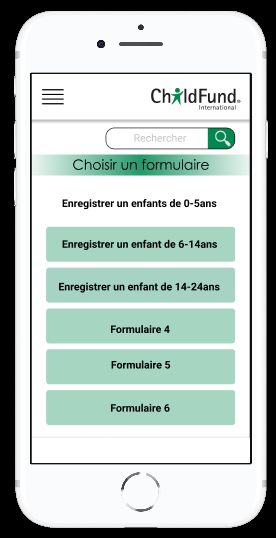 ChildFund®
International
Rechercher
Choisir un formulaire
Enregistrer un enfants de 0-5ans
Enregistrer un enfant de 6-14ans
Enregistrer un enfant de 14-24ans
Formulaire 4
Formulaire 5
Formulaire 6